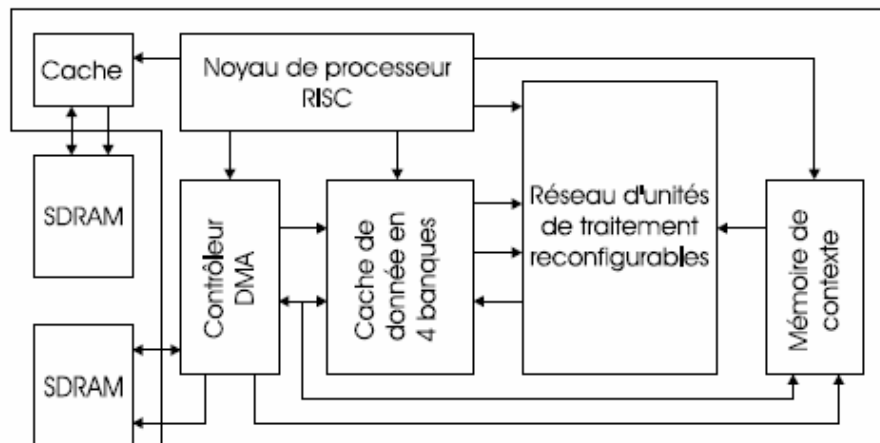 Cache
Noyau de processeur
RISC
SDRAM
Contrôleur
DMA
Cache de
donnée en
4 banques
Réseau d'unités
de traitement
reconfigurables
Mémoire de
contexte
SDRAM